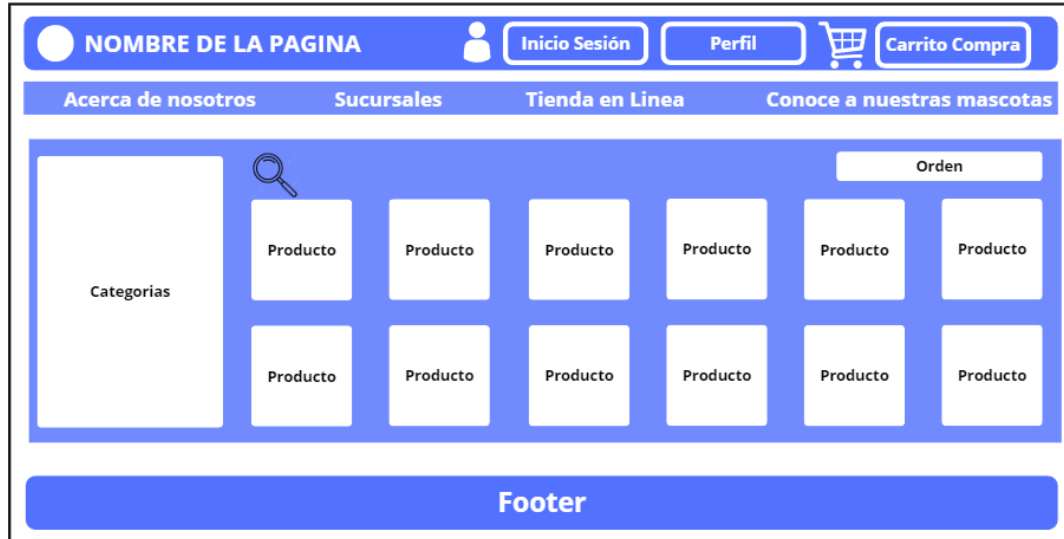 NOMBRE DE LA PAGINA
Inicio Sesión
Perfil
Carrito Compra
Acerca de nosotros
Sucursales
Tienda en Linea
Conoce a nuestras mascotas
Categorias
Orden
Producto
Producto
Producto
Producto
Producto
Producto
Producto
Producto
Producto
Producto
Producto
Producto
Footer